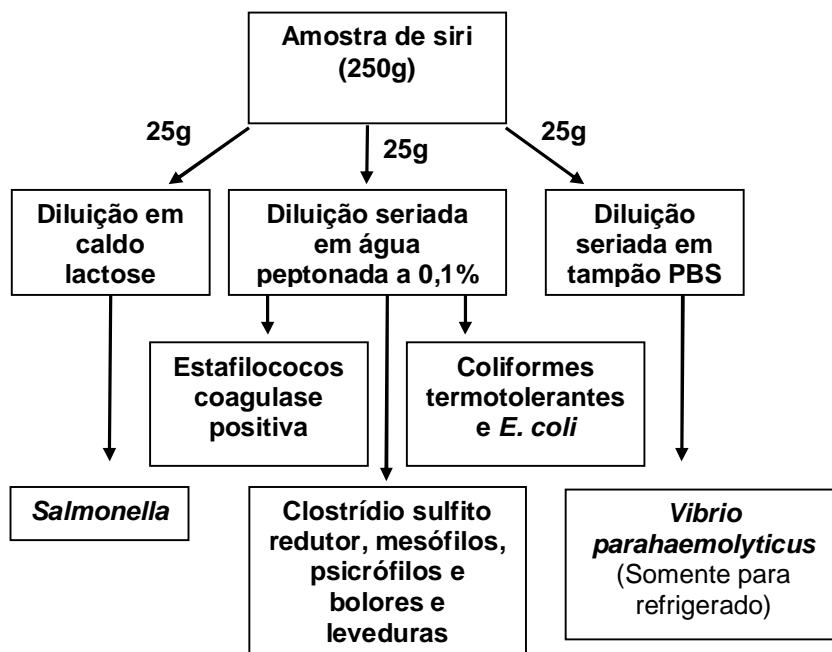 Amostra de siri
(250g)
25g
25g
25g
Diluição em
caldo
lactose
Diluição seriada
em água
peptonada a 0,1%
Diluição
seriada em
tampão PBS
Estafilococos
coagulase
positiva
Coliformes
termotolerantes
e E. coli
Salmonella
Clostrídio sulfito
redutor, mesófilos,
psicrófilos e
bolores e
leveduras
Vibrio
parahaemolyticus
(Somente para
refrigerado)